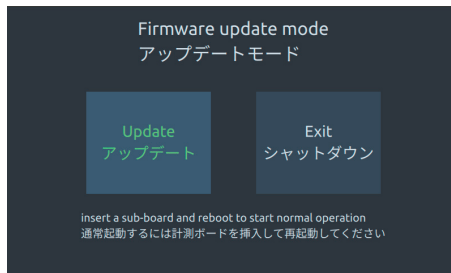 Firmware update mode
アップデートモード
Update
アップデート
Exit
シャットダウン
insert a sub-board and reboot to start normal operation
通常起動するには計測ボードを挿入して再起動してください